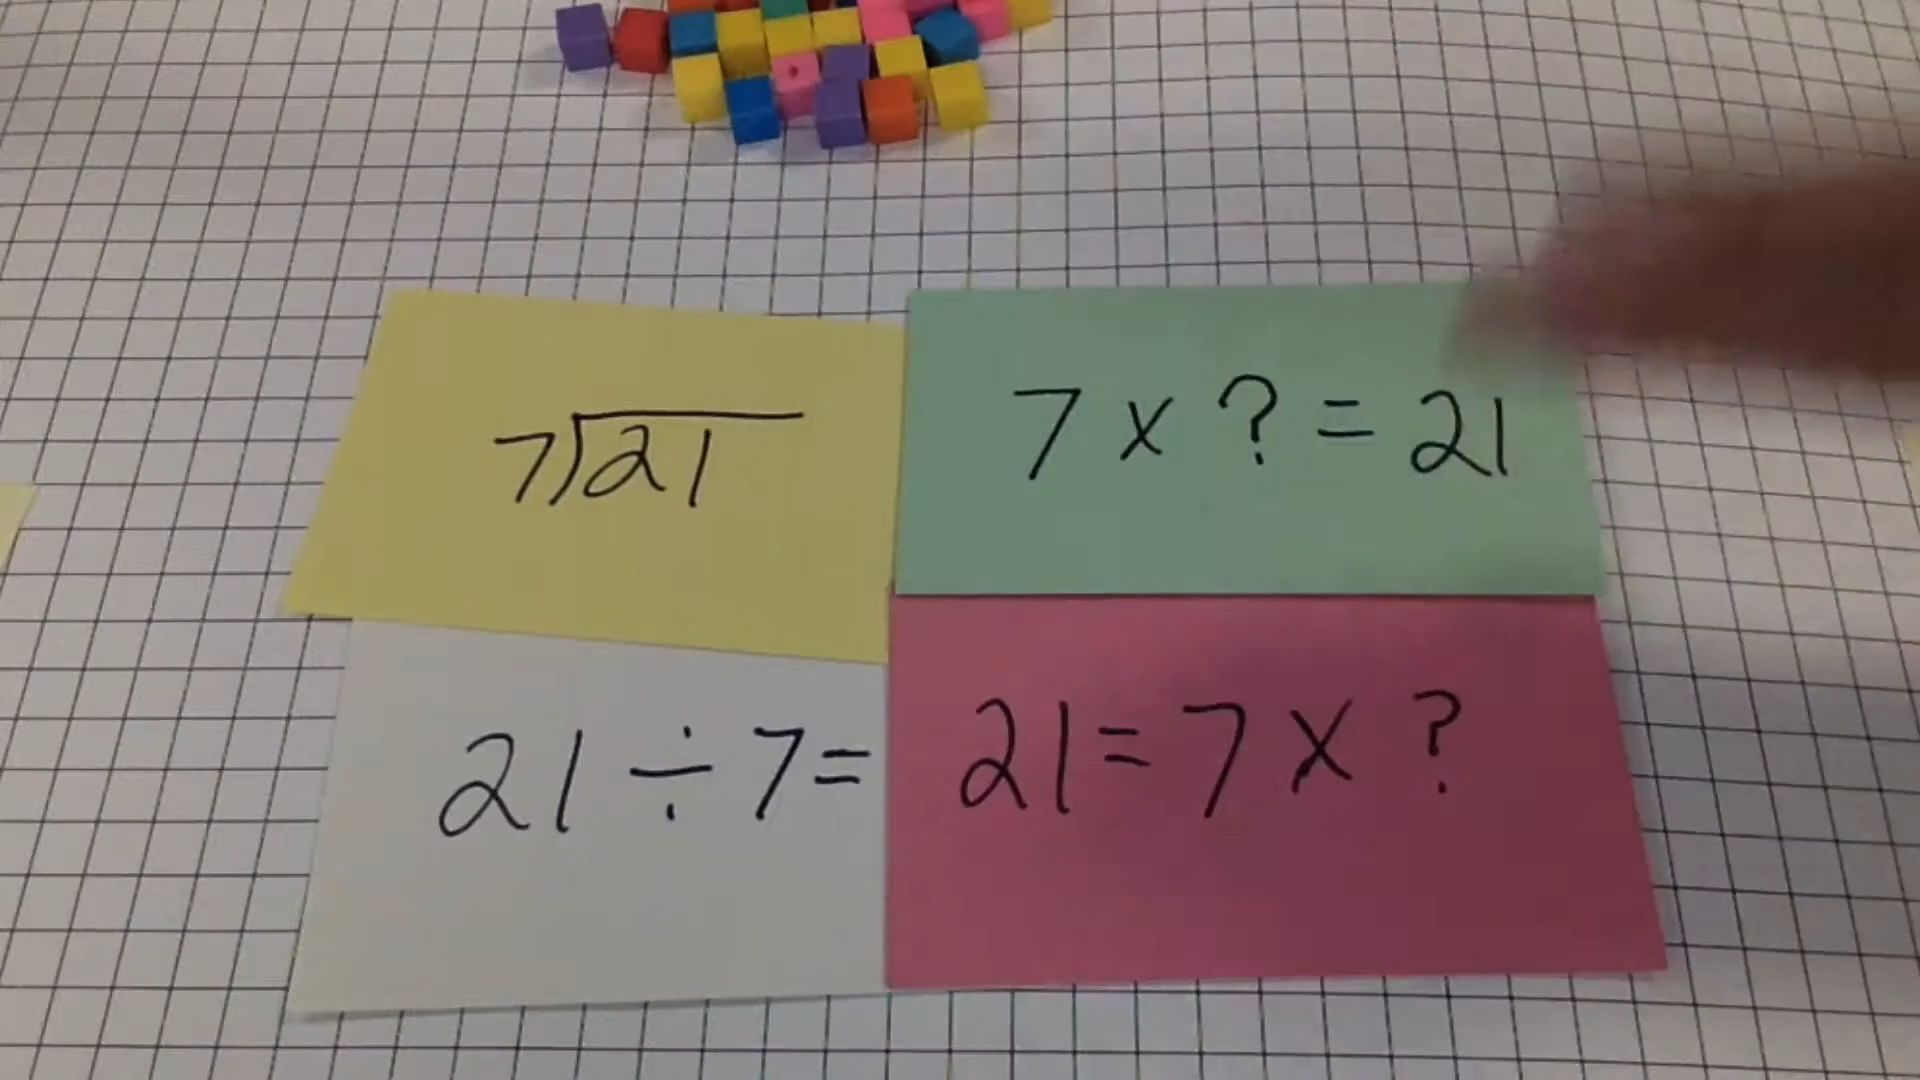 7)21
7 x ? = 21
21 ÷ 7 =
21 = 7 x ?